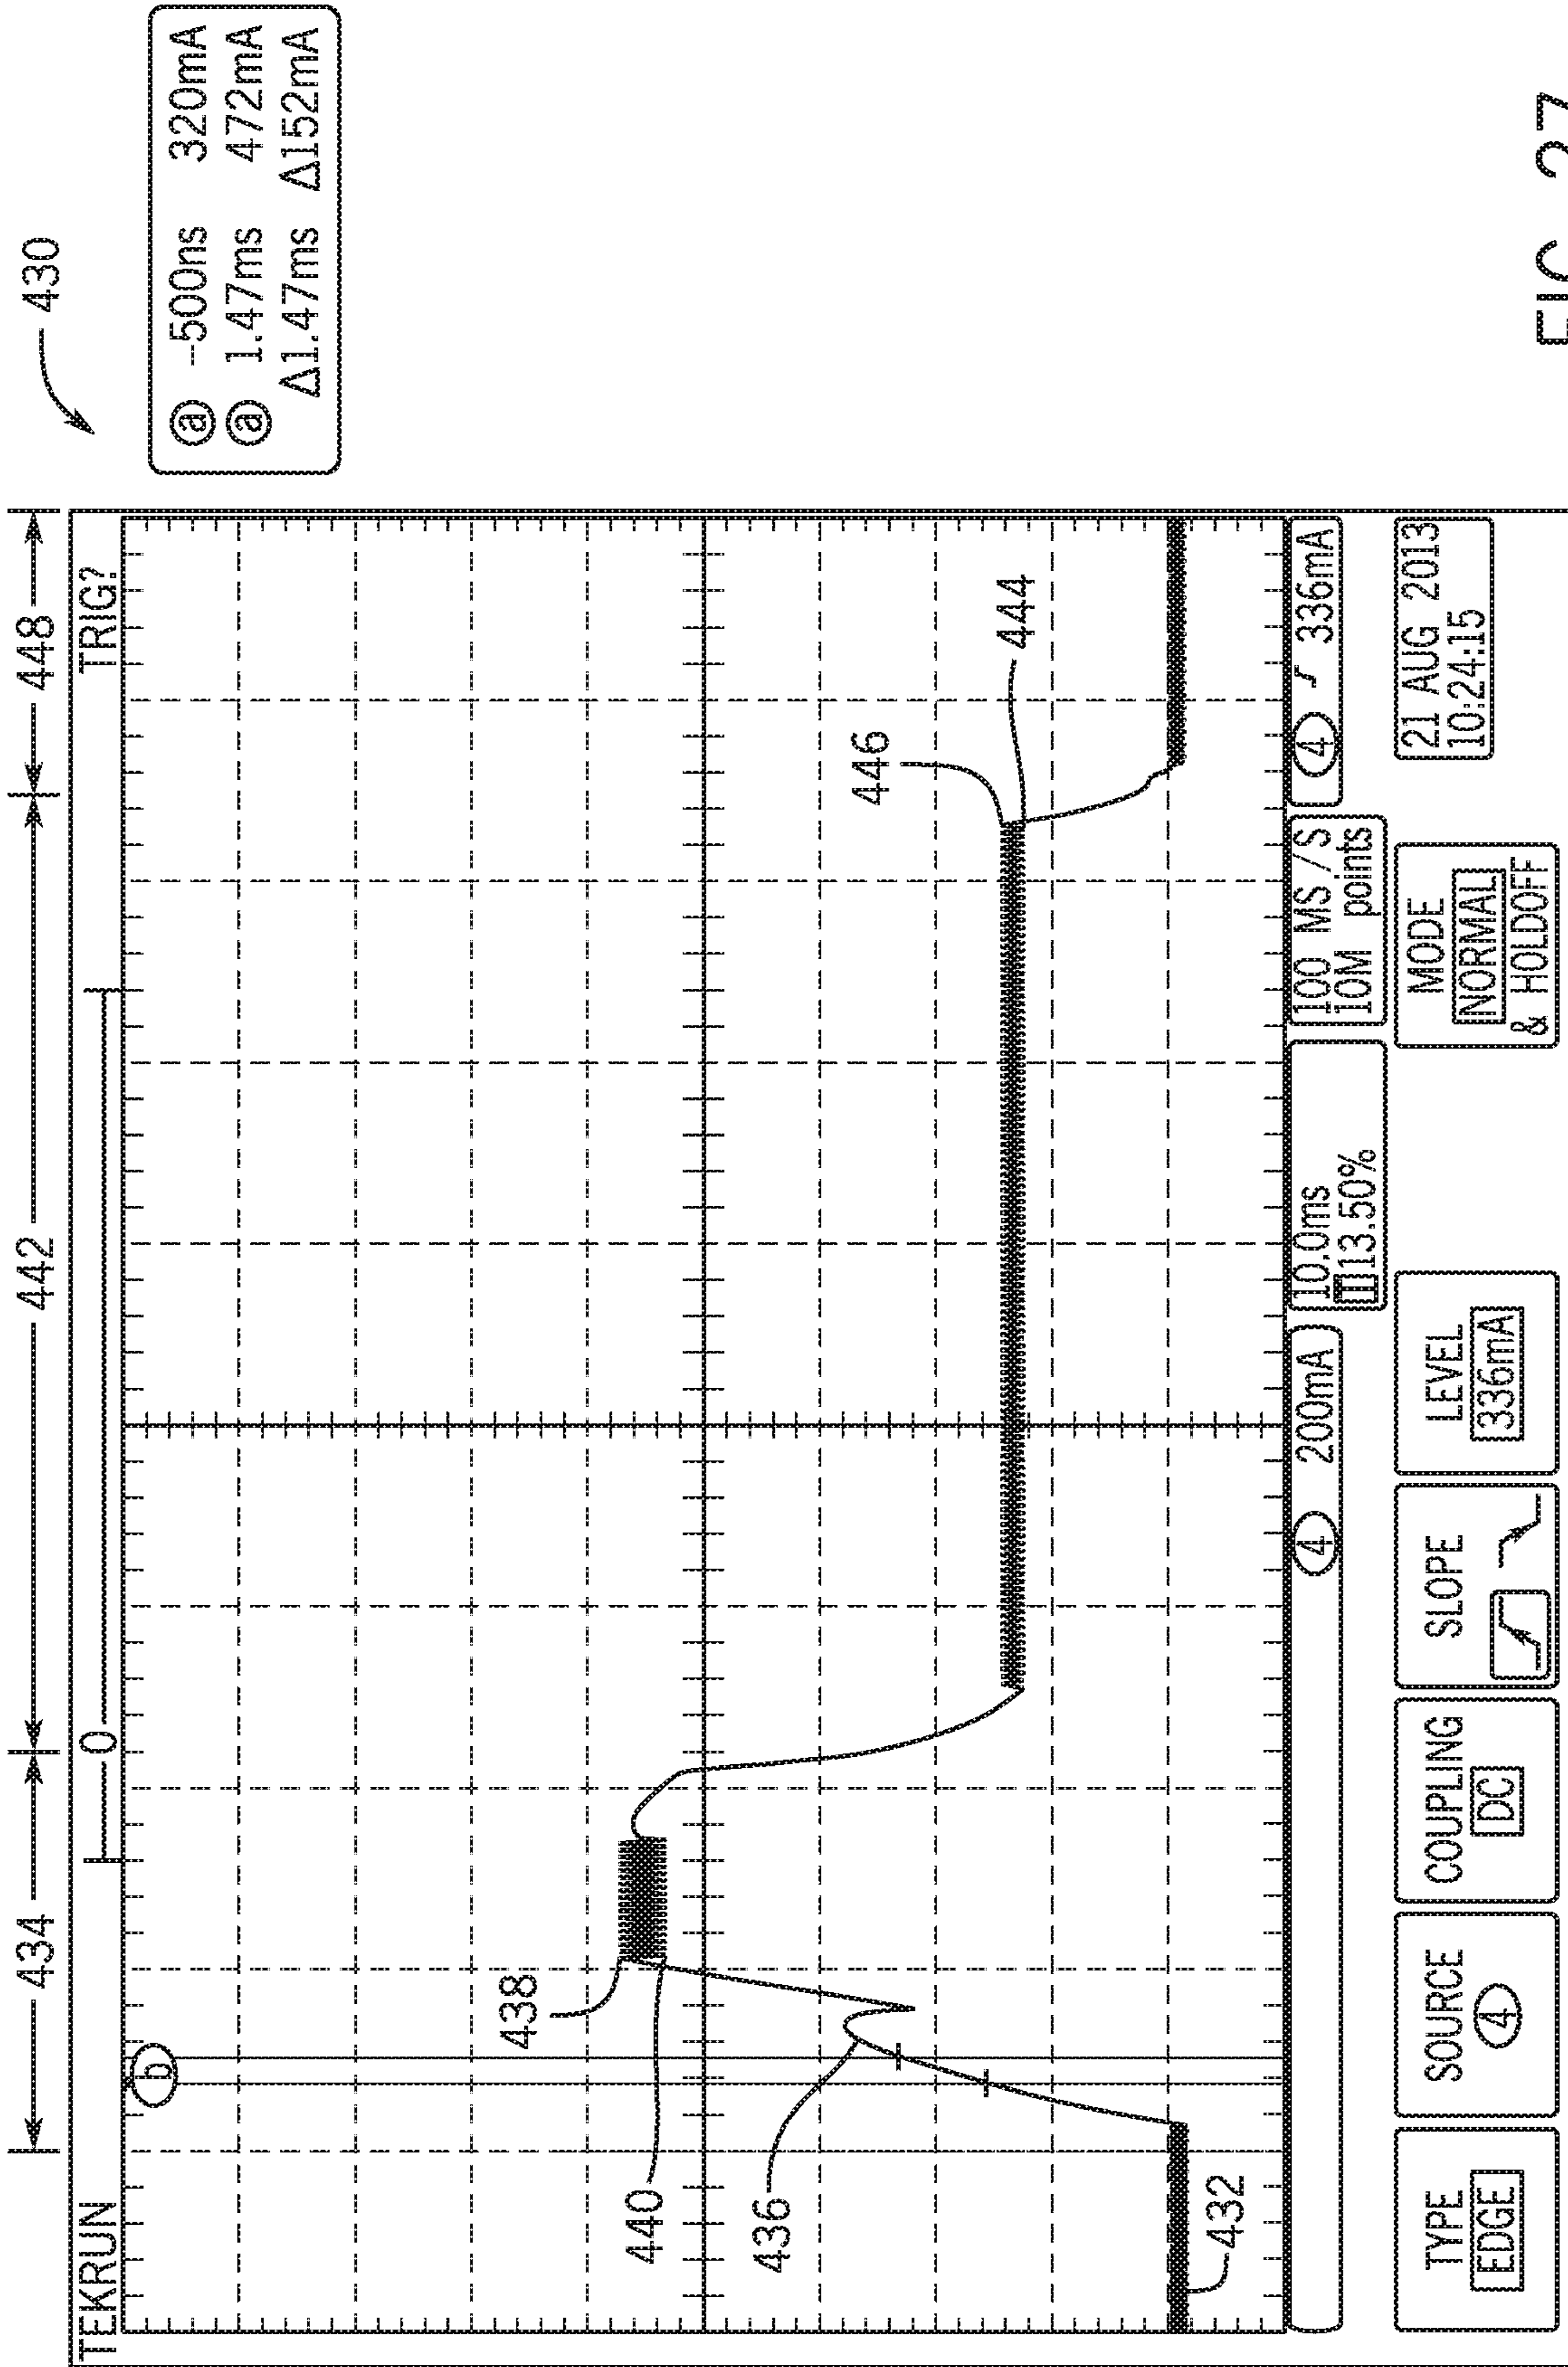 430
434
442
448
TEKRUN
0
TRIG?
ⓐ -500ns 320mA
ⓐ 1.47ms 472mA
Δ1.47ms Δ152mA
ⓑ
438
440
436
432
446
444
④ 200mA
10.0ms
13.50%
100 MS/S
10M points
④ 336mA
TYPE
EDGE
SOURCE
④
COUPLING
DC
SLOPE
LEVEL
336mA
MODE
NORMAL
& HOLDOFF
21 AUG 2013
10:24:15